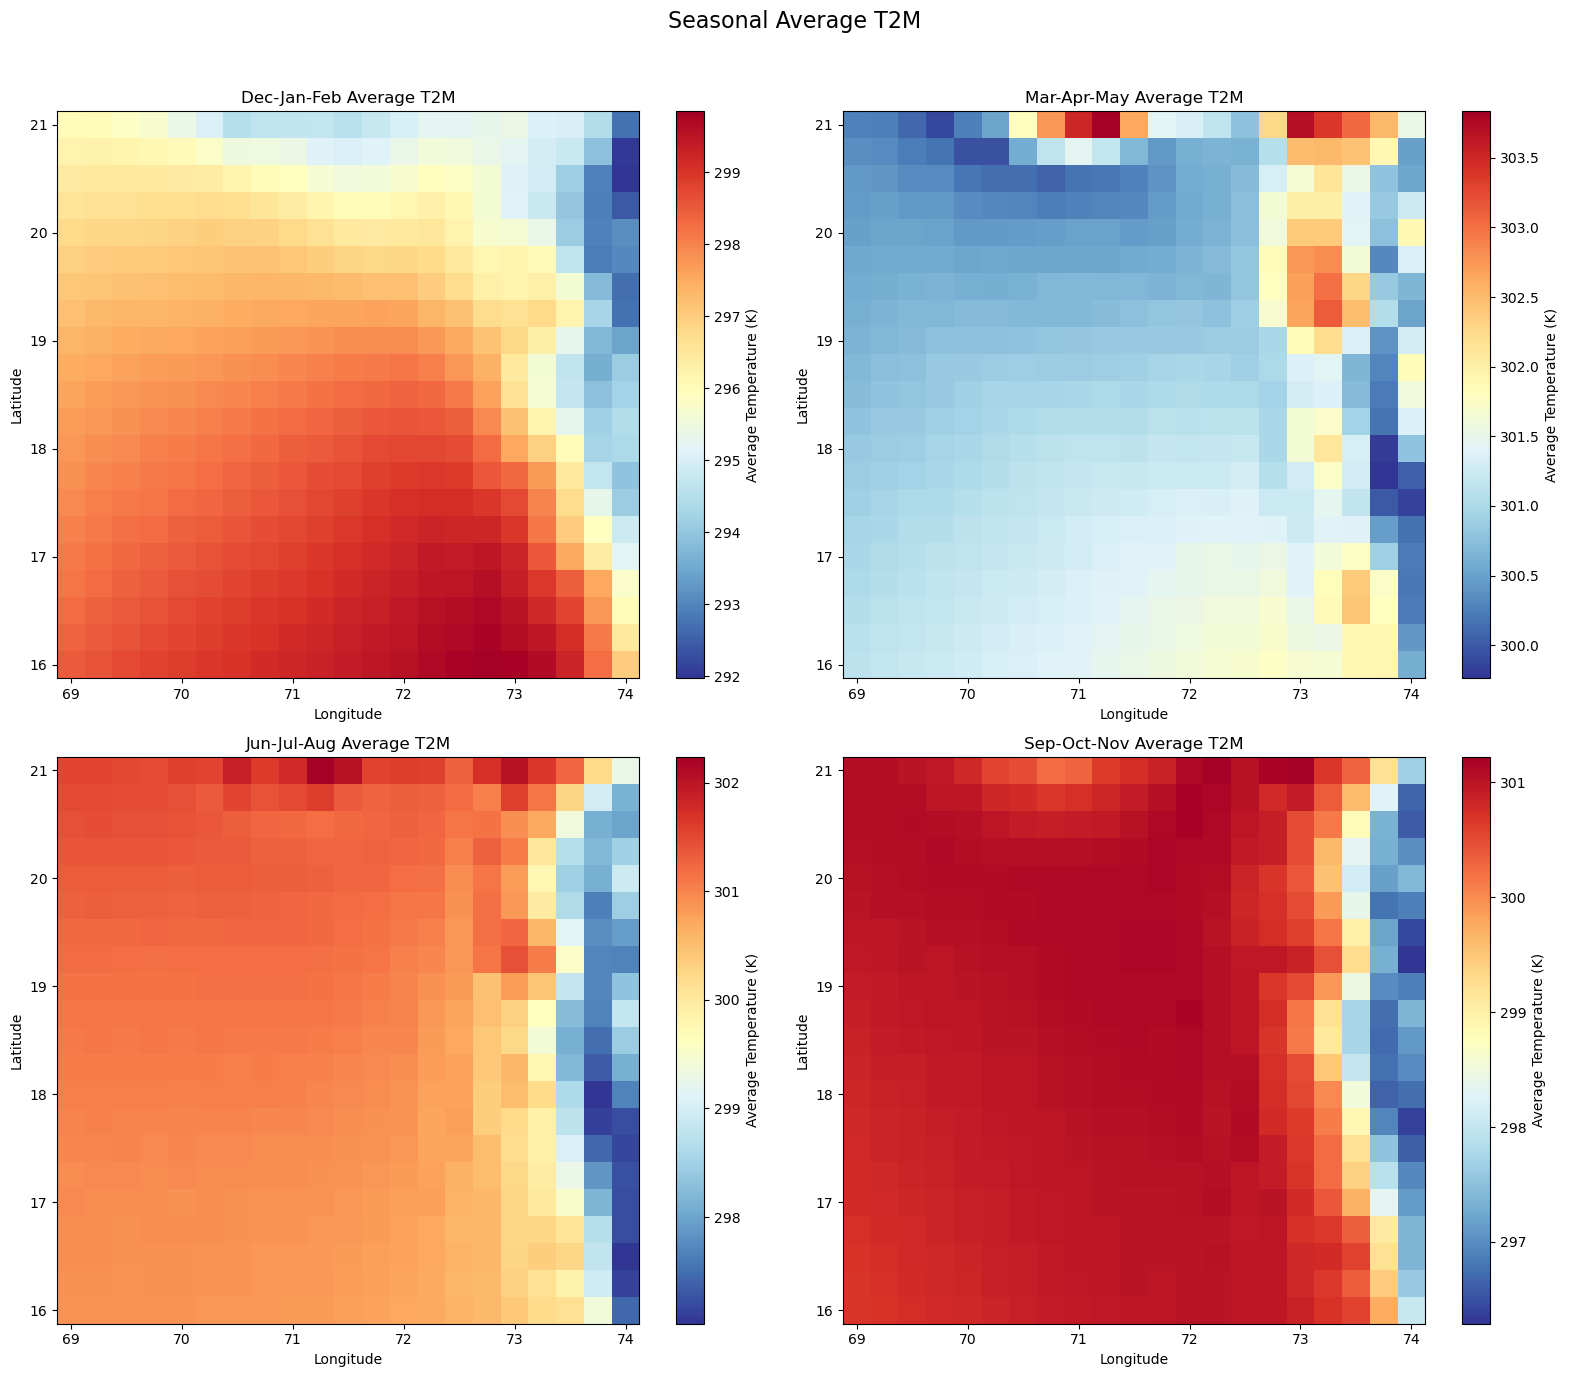 Seasonal Average T2M
Dec-Jan-Feb Average T2M
21
20
19
18
17
16
Latitude
69 70 71 72 73 74
Longitude
299
298
297
296
295
294
293
292
Average Temperature (K)
Mar-Apr-May Average T2M
21
20
19
18
17
16
Latitude
69 70 71 72 73 74
Longitude
303.5
303.0
302.5
302.0
301.5
301.0
300.5
300.0
Average Temperature (K)
Jun-Jul-Aug Average T2M
21
20
19
18
17
16
Latitude
69 70 71 72 73 74
Longitude
302
301
300
299
298
Average Temperature (K)
Sep-Oct-Nov Average T2M
21
20
19
18
17
16
Latitude
69 70 71 72 73 74
Longitude
301
300
299
298
297
Average Temperature (K)